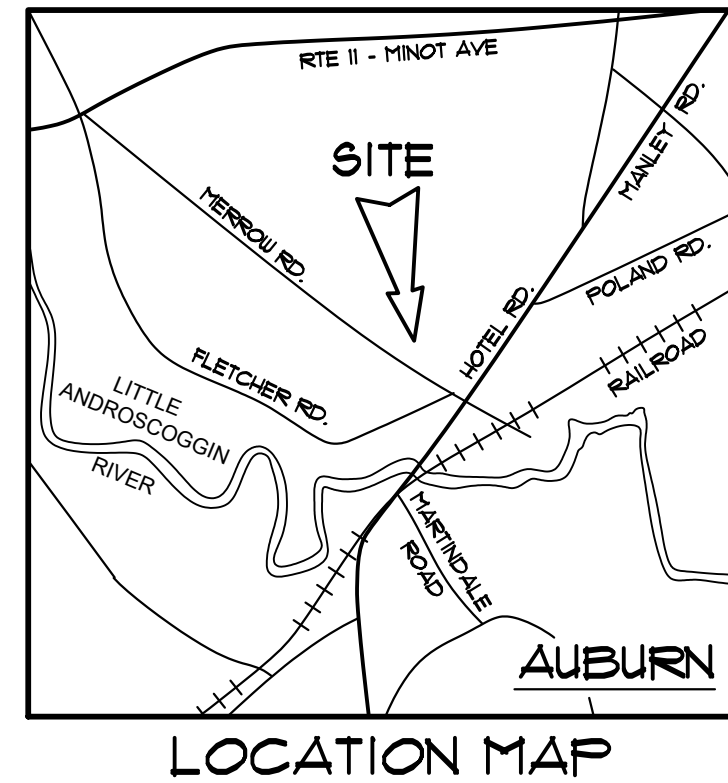 RTE 11 - MINOT AVE
MANLEY RD.
SITE
MERROW RD.
POLAND RD.
HOTEL RD.
RAILROAD
FLETCHER RD.
LITTLE
ANDROSCOGGIN
RIVER
MARTINDALE
ROAD
AUBURN
LOCATION MAP